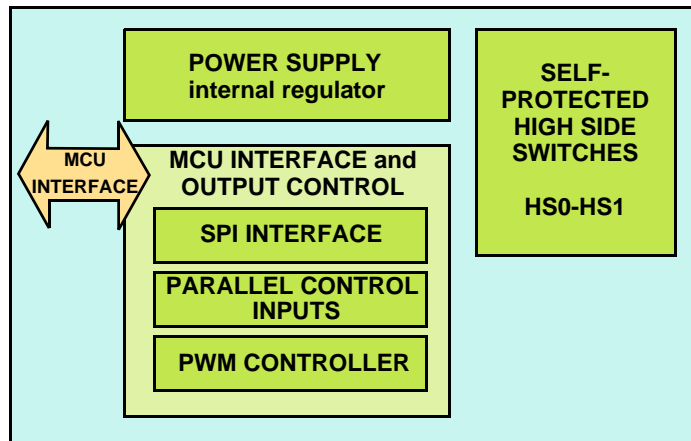 POWER SUPPLY
internal regulator
SELF-
PROTECTED
HIGH SIDE
SWITCHES
HS0-HS1
MCU
INTERFACE
MCU INTERFACE and
OUTPUT CONTROL
SPI INTERFACE
PARALLEL CONTROL
INPUTS
PWM CONTROLLER